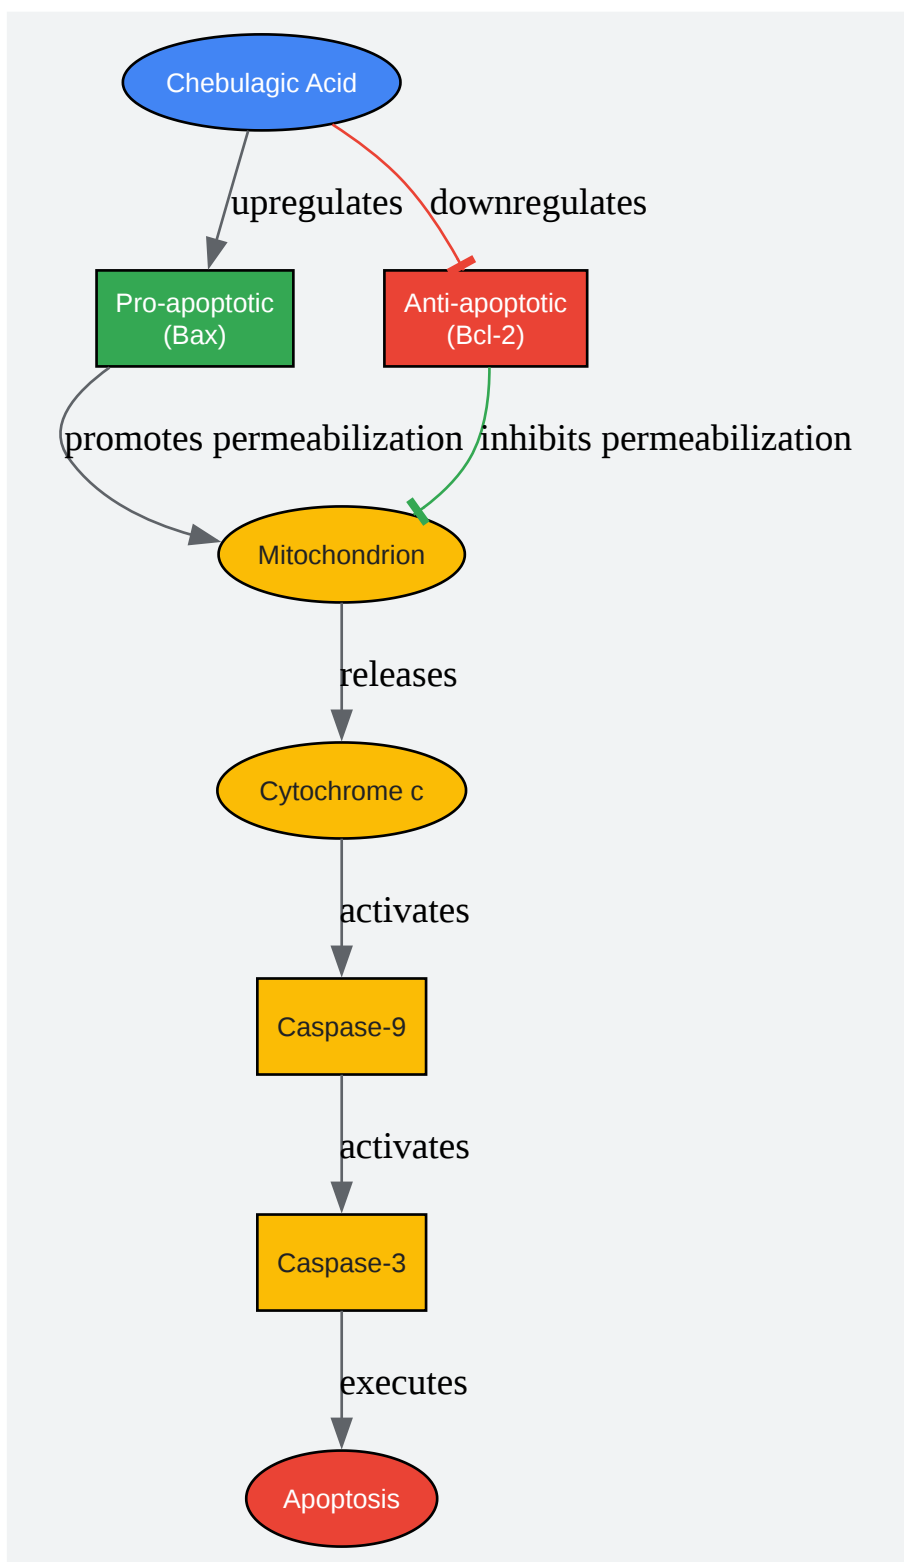 Chebulagic Acid
upregulates
downregulates
Pro-apoptotic
(Bax)
Anti-apoptotic
(Bcl-2)
promotes permeabilization
inhibits permeabilization
Mitochondrion
releases
Cytochrome c
activates
Caspase-9
activates
Caspase-3
executes
Apoptosis